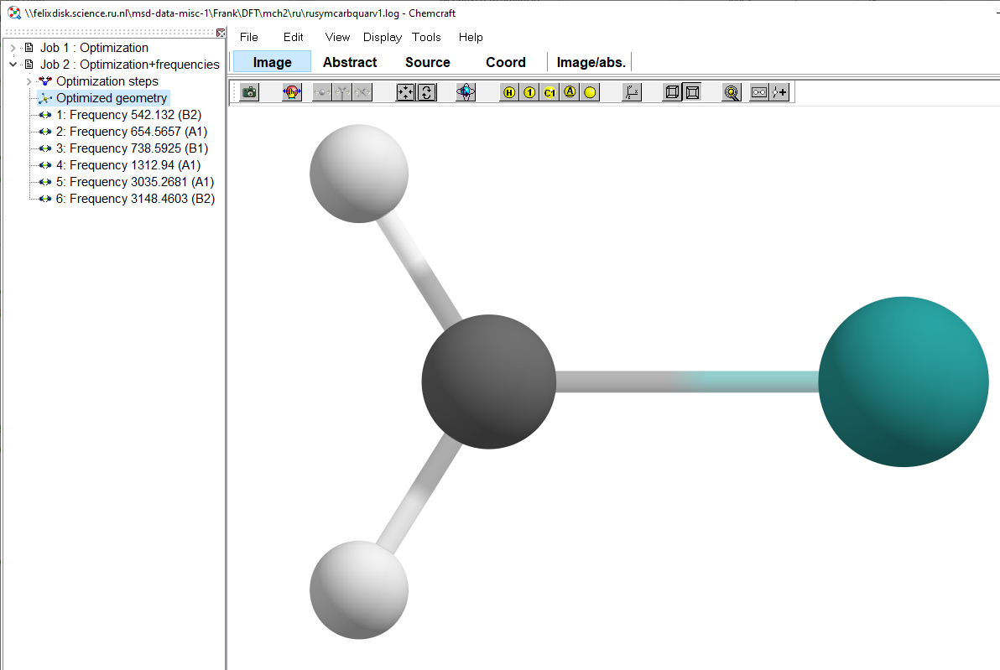 \\felixdisk.science.ru.nl\msd-data-misc-1\Frank\DFT\mch2\ru\rusymcarbquarv1.log - Chemcraft
File Edit View Display Tools Help
Image Abstract Source Coord Image/abs.
H 1 C1 A
Job 1 : Optimization
Job 2 : Optimization+frequencies
Optimization steps
Optimized geometry
1: Frequency 542.132 (B2)
2: Frequency 654.5657 (A1)
3: Frequency 738.5925 (B1)
4: Frequency 1312.94 (A1)
5: Frequency 3035.2681 (A1)
6: Frequency 3148.4603 (B2)